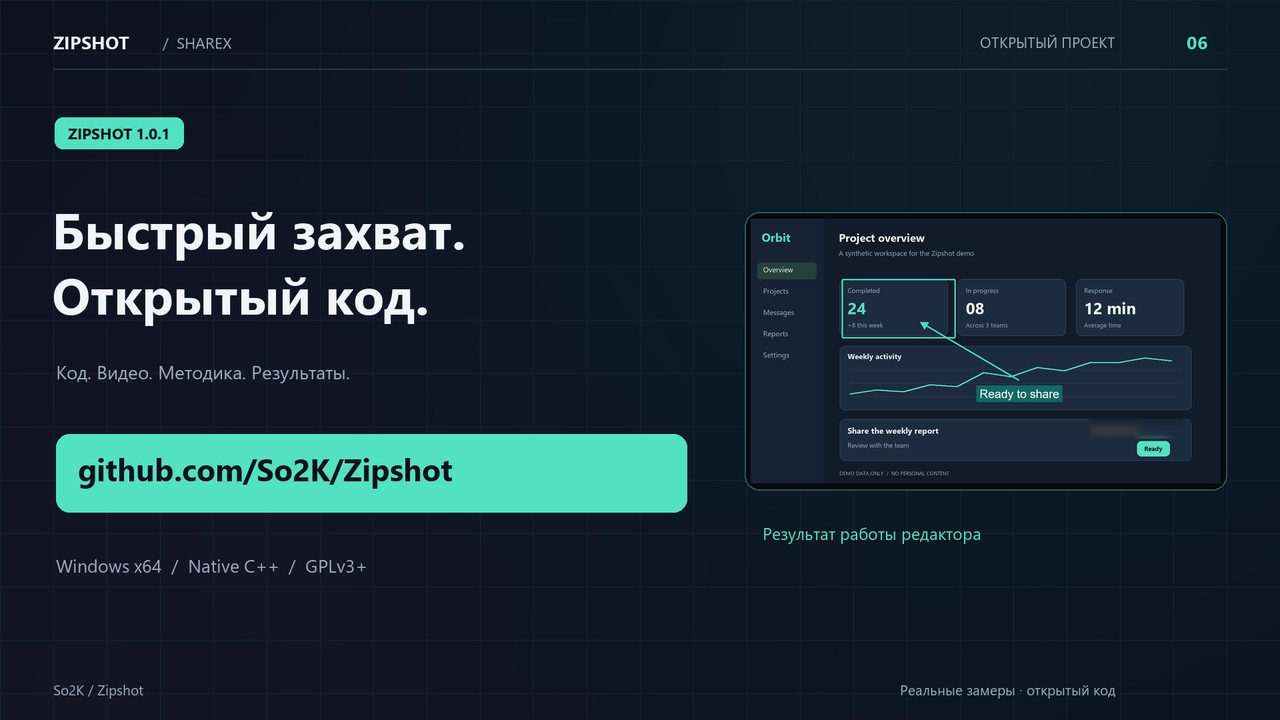 ZIPSHOT / SHAREX
ОТКРЫТЫЙ ПРОЕКТ 06
ZIPSHOT 1.0.1
Быстрый захват.
Открытый код.
Код. Видео. Методика. Результаты.
github.com/So2K/Zipshot
Windows x64 / Native C++ / GPLv3+
Orbit
Overview
Projects
Messages
Reports
Settings
Project overview
A synthetic workspace for the Zipshot demo
Completed
24
+8 this week
In progress
08
Across 3 teams
Response
12 min
Average time
Weekly activity
Ready to share
Share the weekly report
Review with the team
Ready
DEMO DATA ONLY / NO PERSONAL CONTENT
Результат работы редактора
So2K / Zipshot
Реальные замеры · открытый код